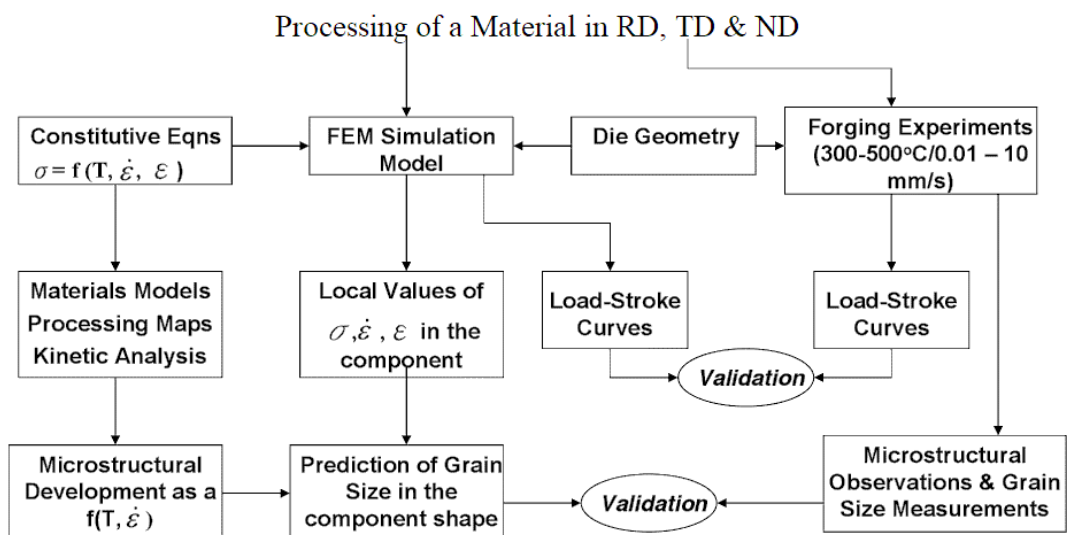 Processing of a Material in RD, TD & ND
Constitutive Eqns
σ = f (T, ε̇, ε )
FEM Simulation
Model
Die Geometry
Forging Experiments
(300-500°C/0.01 – 10
mm/s)
Materials Models
Processing Maps
Kinetic Analysis
Local Values of
σ ,ε̇ , ε in the
component
Load-Stroke
Curves
Load-Stroke
Curves
Validation
Microstructural
Development as a
f(T, ε̇ )
Prediction of Grain
Size in the
component shape
Validation
Microstructural
Observations & Grain
Size Measurements